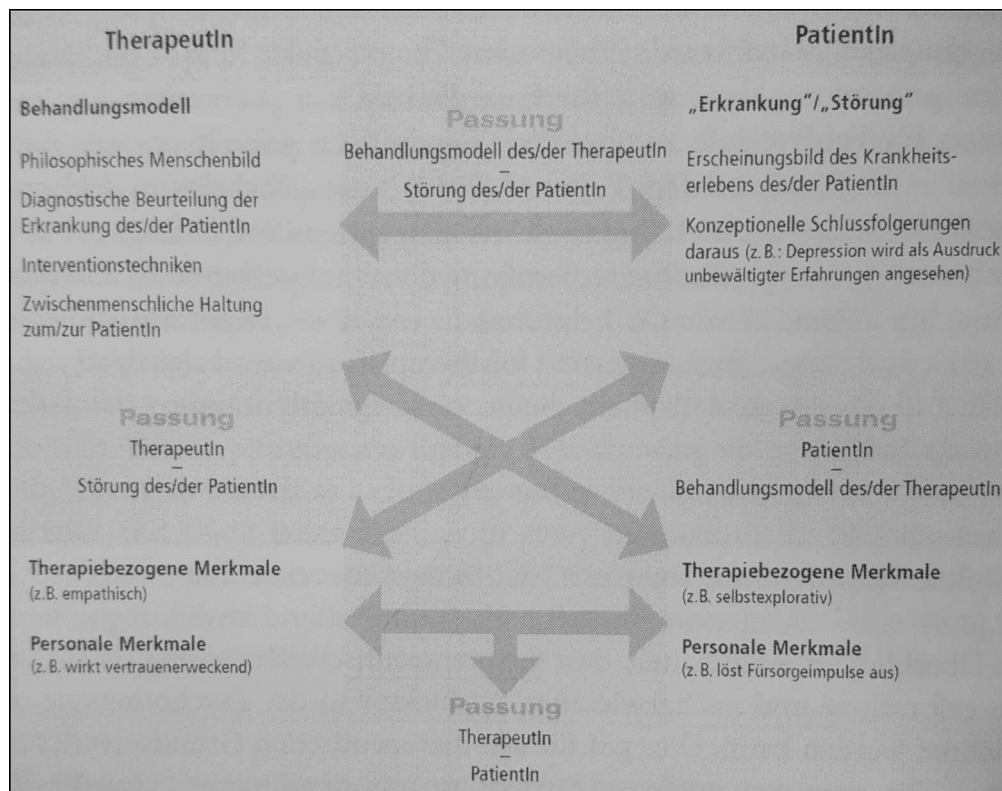 TherapeutIn
PatientIn
Behandlungsmodell
Philosophisches Menschenbild
Diagnostische Beurteilung der
Erkrankung des/der PatientIn
Interventionstechniken
Zwischenmenschliche Haltung
zum/zur PatientIn
Passung
Behandlungsmodell des/der TherapeutIn
–
Störung des/der PatientIn
„Erkrankung“/„Störung“
Erscheinungsbild des Krankheits-
erlebens des/der PatientIn
Konzeptionelle Schlussfolgerungen
daraus (z. B.: Depression wird als Ausdruck
unbewältigter Erfahrungen angesehen)
Passung
TherapeutIn
–
Störung des/der PatientIn
Passung
PatientIn
–
Behandlungsmodell des/der TherapeutIn
Therapiebezogene Merkmale
(z. B. empathisch)
Personale Merkmale
(z. B. wirkt vertrauenerweckend)
Therapiebezogene Merkmale
(z. B. selbstexplorativ)
Personale Merkmale
(z. B. löst Fürsorgeimpulse aus)
Passung
TherapeutIn
–
PatientIn